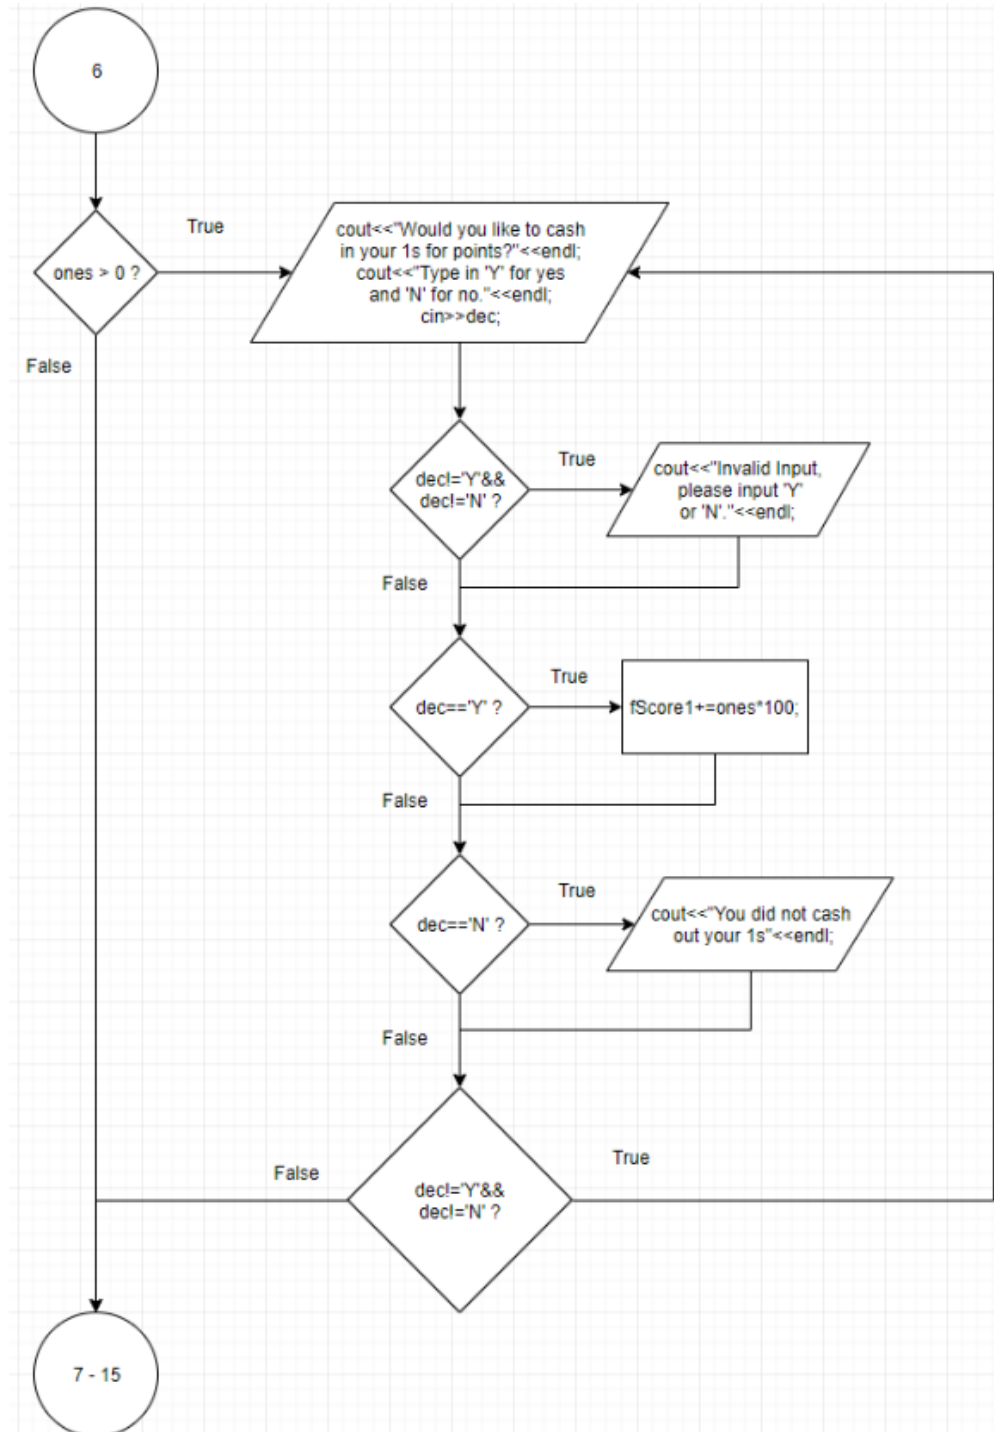 6
True
ones > 0 ?
cout<<"Would you like to cash
in your 1s for points?"<<endl;
cout<<"Type in 'Y' for yes
and 'N' for no."<<endl;
cin>>dec;
False
dec!='Y'&&
dec!='N' ?
True
cout<<"Invalid Input,
please input 'Y'
or 'N'."<<endl;
False
dec=='Y' ?
True
fScore1+=ones*100;
False
dec=='N' ?
True
cout<<"You did not cash
out your 1s"<<endl;
False
False
dec!='Y'&&
dec!='N' ?
True
7 - 15